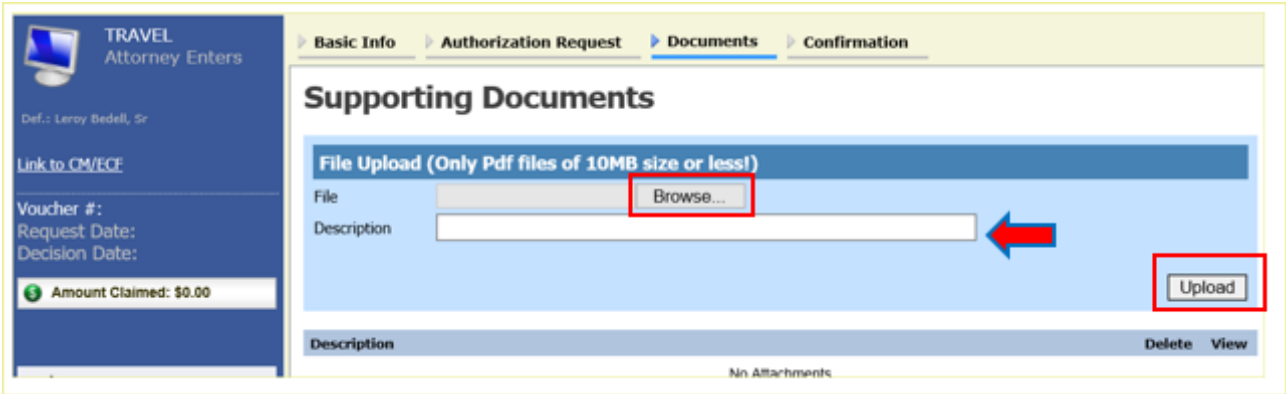 TRAVEL
Attorney Enters
Def.: Leroy Bedell, Sr
Link to CM/ECF
Voucher #:
Request Date:
Decision Date:
Amount Claimed: $0.00
Basic Info Authorization Request Documents Confirmation
Supporting Documents
File Upload (Only Pdf files of 10MB size or less!)
File Browse...
Description
Upload
Description Delete View
No Attachments